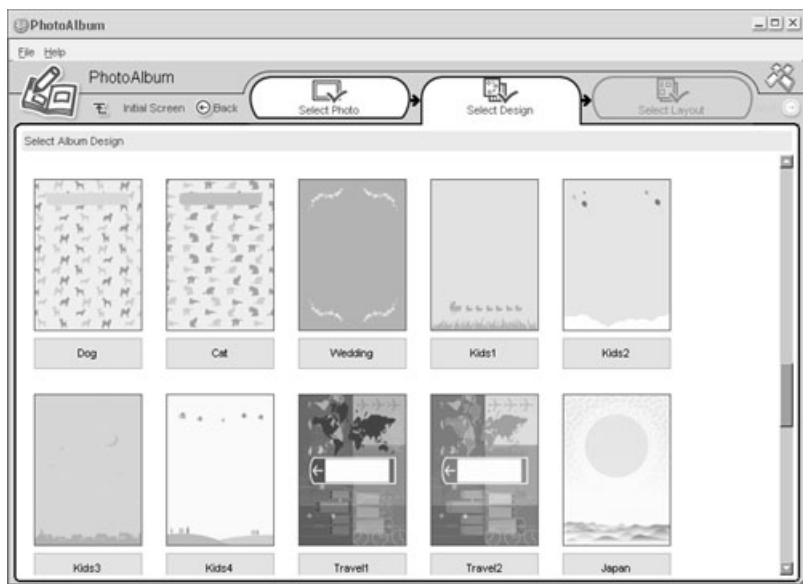 PhotoAlbum
File Help
PhotoAlbum
Initial Screen Back
Select Photo
Select Design
Select Layout
Select Album Design
Dog
Cat
Wedding
Kids1
Kids2
Kids3
Kids4
Travel1
Travel2
Japan